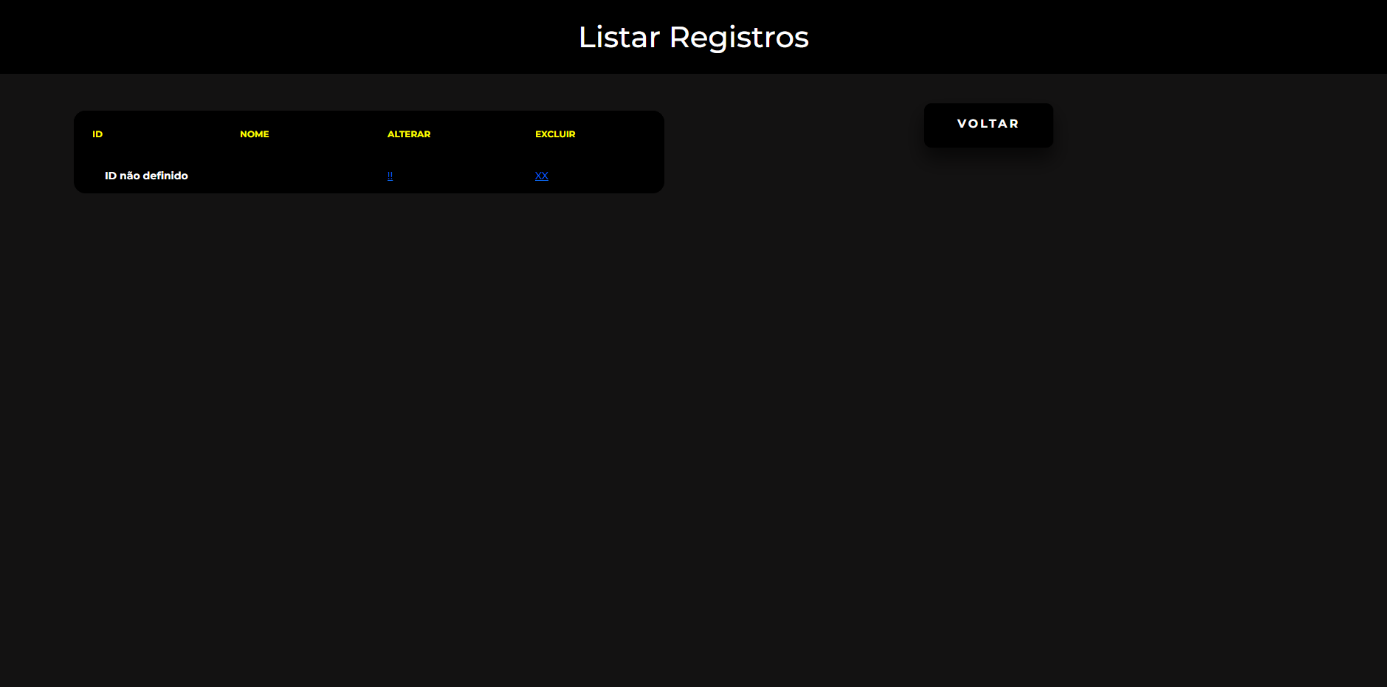 Listar Registros
VOLTAR
ID NOME ALTERAR EXCLUIR
ID não definido !! XX